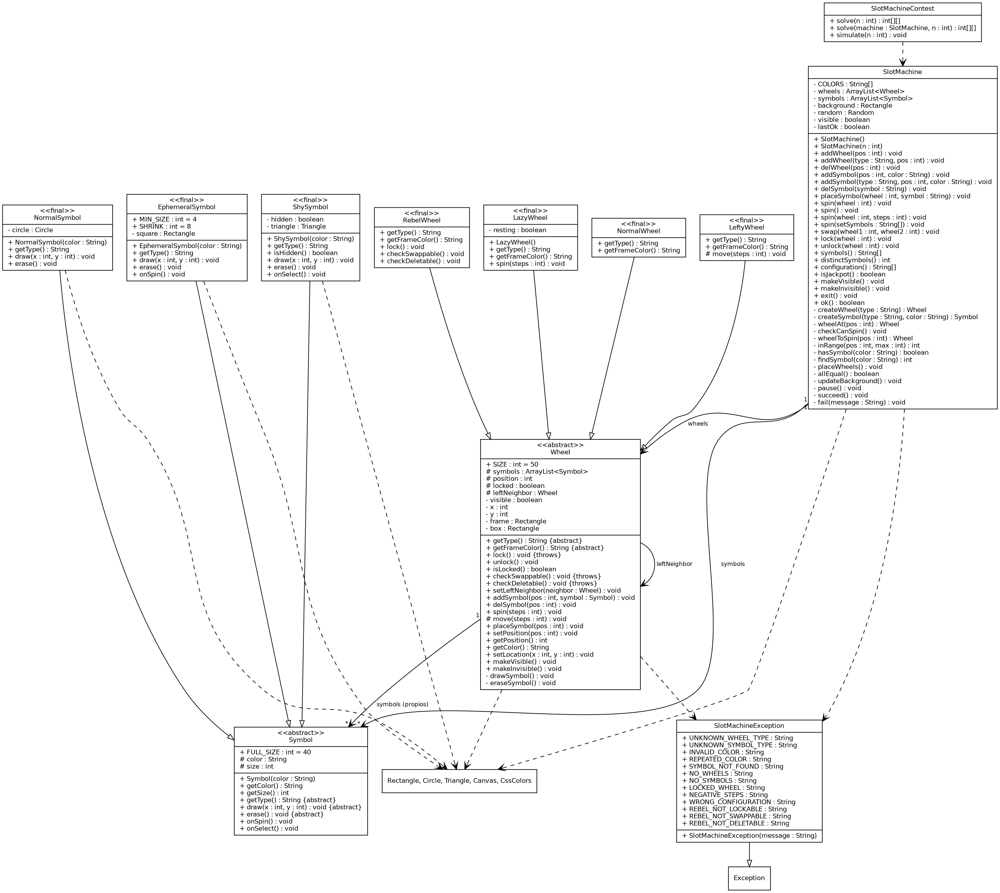 SlotMachineContest
+ solve(n : int) : int[][]
+ solve(machine : SlotMachine, n : int) : int[][]
+ simulate(n : int) : void
SlotMachine
- COLORS : String[]
- wheels : ArrayList<Wheel>
- symbols : ArrayList<Symbol>
- background : Rectangle
- random : Random
- visible : boolean
- lastOk : boolean
+ SlotMachine()
+ SlotMachine(n : int)
+ addWheel(pos : int) : void
+ addWheel(type : String, pos : int) : void
+ delWheel(pos : int) : void
+ addSymbol(pos : int, color : String) : void
+ addSymbol(type : String, pos : int, color : String) : void
+ delSymbol(symbol : String) : void
+ placeSymbol(wheel : int, symbol : String) : void
+ spin(wheel : int) : void
+ spin() : void
+ spin(wheel : int, steps : int) : void
+ spin(setSymbols : String[]) : void
+ swap(wheel1 : int, wheel2 : int) : void
+ lock(wheel : int) : void
+ unlock(wheel : int) : void
+ symbols() : String[]
+ distinctSymbols() : int
+ configuration() : String[]
+ isJackpot() : boolean
+ makeVisible() : void
+ makeInvisible() : void
+ exit() : void
+ ok() : boolean
- createWheel(type : String) : Wheel
- createSymbol(type : String, color : String) : Symbol
- wheelAt(pos : int) : Wheel
- checkCanSpin() : void
- wheelToSpin(pos : int) : Wheel
- inRange(pos : int, max : int) : int
- hasSymbol(color : String) : boolean
- findSymbol(color : String) : int
- placeWheels() : void
- allEqual() : boolean
- updateBackground() : void
- pause() : void
- succeed() : void
- fail(message : String) : void
<<final>>
NormalSymbol
- circle : Circle
+ NormalSymbol(color : String)
+ getType() : String
+ draw(x : int, y : int) : void
+ erase() : void
<<final>>
EphemeralSymbol
+ MIN_SIZE : int = 4
+ SHRINK : int = 8
- square : Rectangle
+ EphemeralSymbol(color : String)
+ getType() : String
+ draw(x : int, y : int) : void
+ erase() : void
+ onSpin() : void
<<final>>
ShySymbol
- hidden : boolean
- triangle : Triangle
+ ShySymbol(color : String)
+ getType() : String
+ isHidden() : boolean
+ draw(x : int, y : int) : void
+ erase() : void
+ onSelect() : void
<<final>>
RebelWheel
+ getType() : String
+ getFrameColor() : String
+ lock() : void
+ checkSwappable() : void
+ checkDeletable() : void
<<final>>
LazyWheel
- resting : boolean
+ LazyWheel()
+ getType() : String
+ getFrameColor() : String
+ spin(steps : int) : void
<<final>>
NormalWheel
+ getType() : String
+ getFrameColor() : String
<<final>>
LeftyWheel
+ getType() : String
+ getFrameColor() : String
# move(steps : int) : void
1
1
wheels
<<abstract>>
Wheel
+ SIZE : int = 50
# symbols : ArrayList<Symbol>
# position : int
# locked : boolean
# leftNeighbor : Wheel
- visible : boolean
- x : int
- y : int
- frame : Rectangle
- box : Rectangle
+ getType() : String {abstract}
+ getFrameColor() : String {abstract}
+ lock() : void {throws}
+ unlock() : void
+ isLocked() : boolean
+ checkSwappable() : void {throws}
+ checkDeletable() : void {throws}
+ setLeftNeighbor(neighbor : Wheel) : void
+ addSymbol(pos : int, symbol : Symbol) : void
+ delSymbol(pos : int) : void
+ spin(steps : int) : void
# move(steps : int) : void
+ placeSymbol(pos : int) : void
+ setPosition(pos : int) : void
+ getPosition() : int
+ getColor() : String
+ setLocation(x : int, y : int) : void
+ makeVisible() : void
+ makeInvisible() : void
- drawSymbol() : void
- eraseSymbol() : void
leftNeighbor
symbols
1
symbols (propios)
*
*
<<abstract>>
Symbol
+ FULL_SIZE : int = 40
# color : String
# size : int
+ Symbol(color : String)
+ getColor() : String
+ getSize() : int
+ getType() : String {abstract}
+ draw(x : int, y : int) : void {abstract}
+ erase() : void {abstract}
+ onSpin() : void
+ onSelect() : void
Rectangle, Circle, Triangle, Canvas, CssColors
SlotMachineException
+ UNKNOWN_WHEEL_TYPE : String
+ UNKNOWN_SYMBOL_TYPE : String
+ INVALID_COLOR : String
+ REPEATED_COLOR : String
+ SYMBOL_NOT_FOUND : String
+ NO_WHEELS : String
+ NO_SYMBOLS : String
+ LOCKED_WHEEL : String
+ NEGATIVE_STEPS : String
+ WRONG_CONFIGURATION : String
+ REBEL_NOT_LOCKABLE : String
+ REBEL_NOT_SWAPPABLE : String
+ REBEL_NOT_DELETABLE : String
+ SlotMachineException(message : String)
Exception